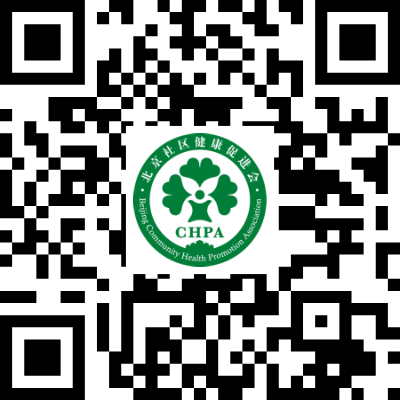 · 北京社区健康促进会 ·
CHPA
Beijing Community Health Promotion Association